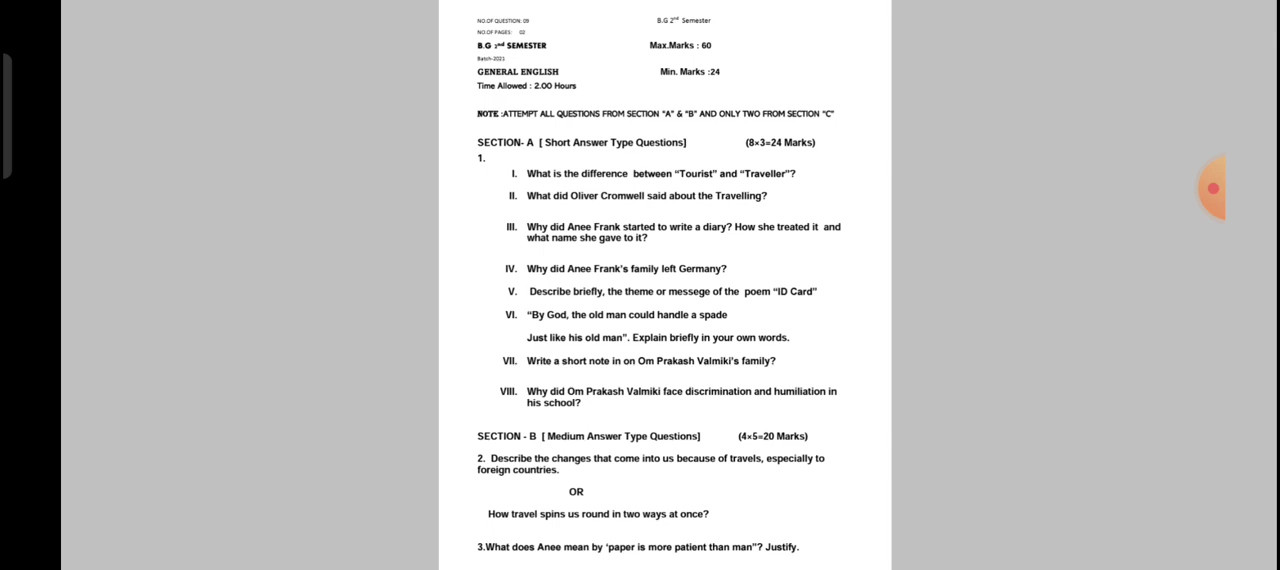 NO.OF QUESTION: 09 B.G 2nd Semester
NO.OF PAGES: 02
B.G 2nd SEMESTER Max.Marks : 60
Batch-2021
GENERAL ENGLISH Min. Marks :24
Time Allowed : 2.00 Hours
NOTE :ATTEMPT ALL QUESTIONS FROM SECTION "A" & "B" AND ONLY TWO FROM SECTION "C"
SECTION- A [ Short Answer Type Questions] (8×3=24 Marks)
1.
I. What is the difference between “Tourist” and “Traveller”?
II. What did Oliver Cromwell said about the Travelling?
III. Why did Anee Frank started to write a diary? How she treated it and
what name she gave to it?
IV. Why did Anee Frank's family left Germany?
V. Describe briefly, the theme or messege of the poem “ID Card”
VI. “By God, the old man could handle a spade
Just like his old man”. Explain briefly in your own words.
VII. Write a short note in on Om Prakash Valmiki's family?
VIII. Why did Om Prakash Valmiki face discrimination and humiliation in
his school?
SECTION - B [ Medium Answer Type Questions] (4×5=20 Marks)
2. Describe the changes that come into us because of travels, especially to
foreign countries.
OR
How travel spins us round in two ways at once?
3.What does Anee mean by ‘paper is more patient than man”? Justify.